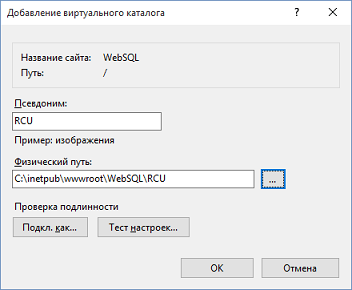 Добавление виртуального каталога ? ×
Название сайта: WebSQL
Путь: /
Псевдоним:
RCU
Пример: изображения
Физический путь:
C:\inetpub\wwwroot\WebSQL\RCU ...
Проверка подлинности
Подкл. как... Тест настроек...
ОК Отмена